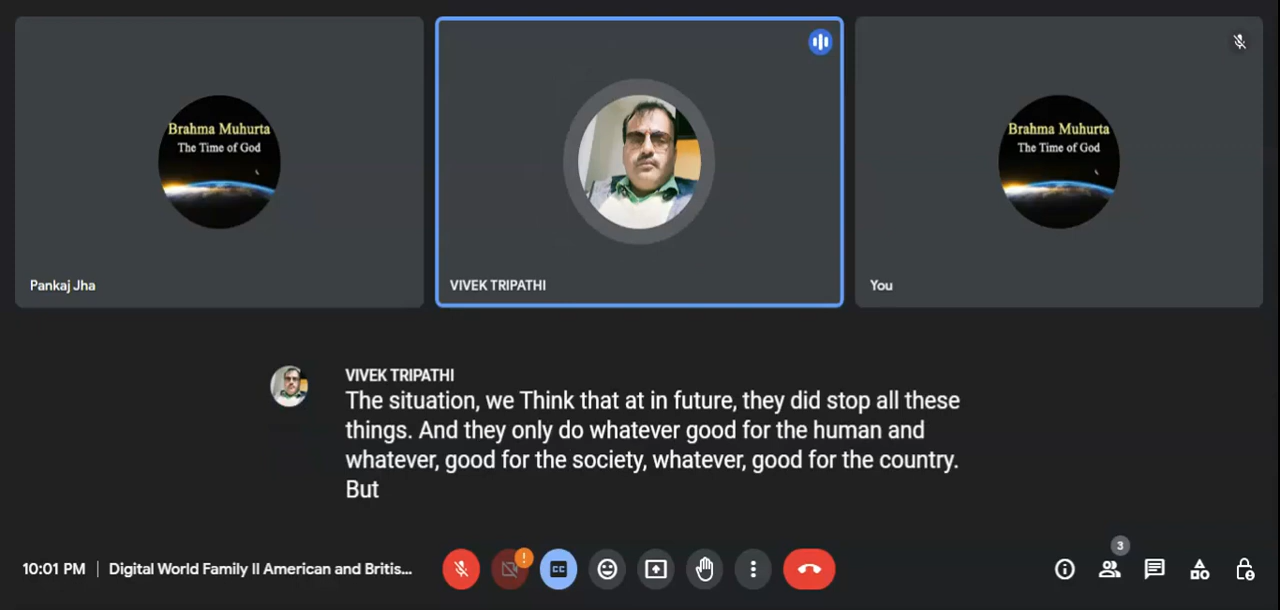 Brahma Muhurta
The Time of God
Pankaj Jha
VIVEK TRIPATHI
Brahma Muhurta
The Time of God
You
VIVEK TRIPATHI
The situation, we Think that at in future, they did stop all these
things. And they only do whatever good for the human and
whatever, good for the society, whatever, good for the country.
But
3
10:01 PM | Digital World Family II American and Britis...
CC